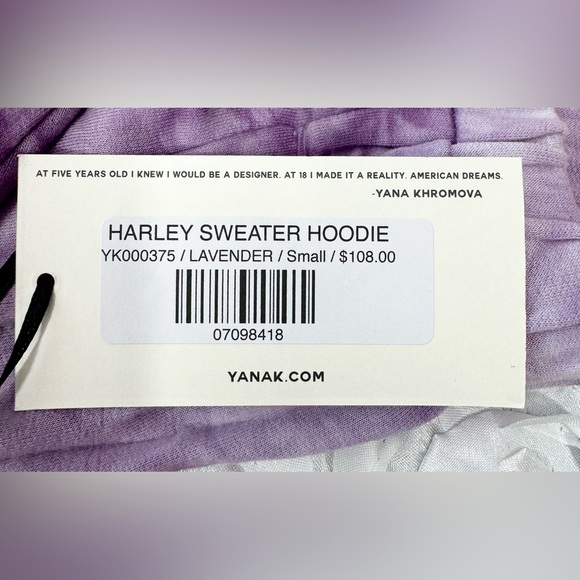 AT FIVE YEARS OLD I KNEW I WOULD BE A DESIGNER. AT 18 I MADE IT A REALITY. AMERICAN DREAMS.
-YANA KHROMOVA
HARLEY SWEATER HOODIE
YK000375 / LAVENDER / Small / $108.00
07098418
YANAK.COM